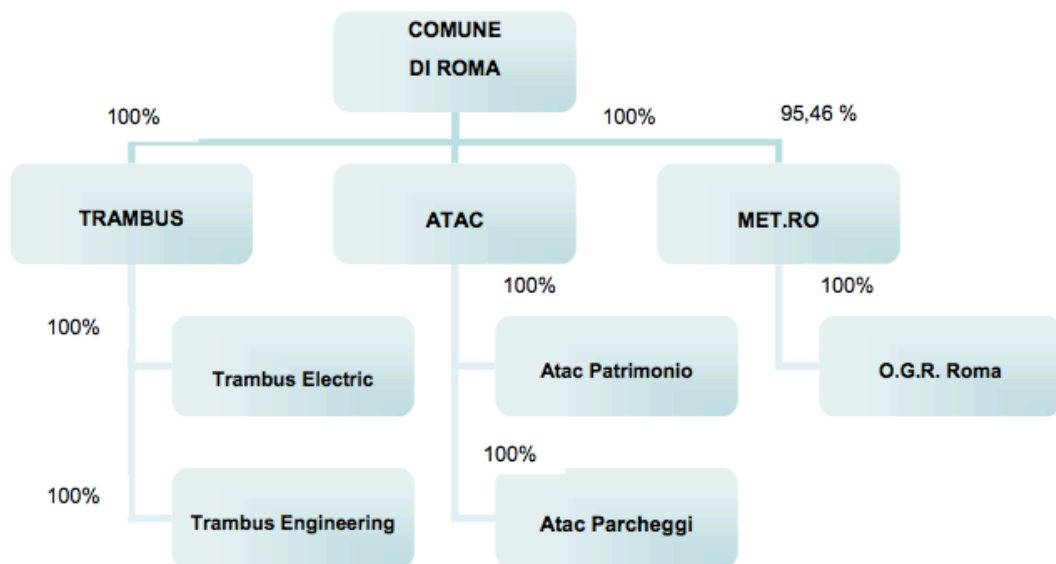 COMUNE
DI ROMA
100%
100%
95,46 %
TRAMBUS
ATAC
MET.RO
100%
100%
100%
Trambus Electric
Atac Patrimonio
O.G.R. Roma
100%
100%
Trambus Engineering
Atac Parcheggi